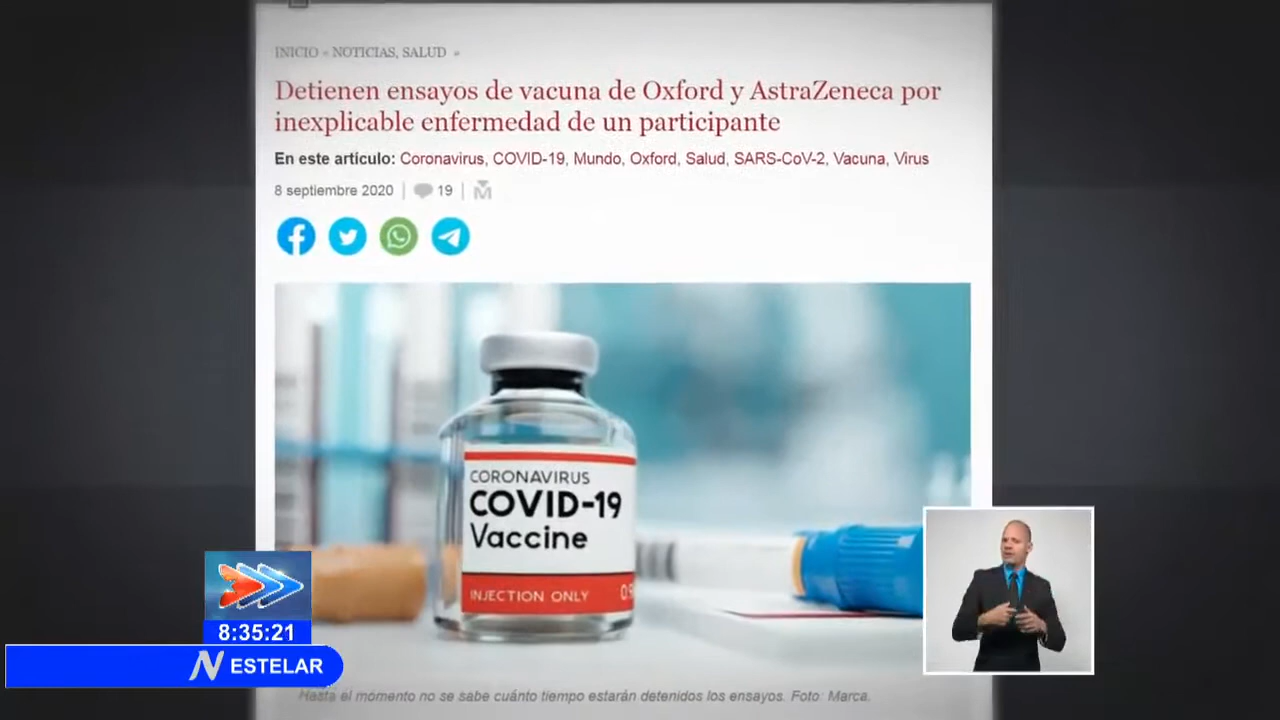 INICIO » NOTICIAS, SALUD »
Detienen ensayos de vacuna de Oxford y AstraZeneca por
inexplicable enfermedad de un participante
En este artículo: Coronavirus, COVID-19, Mundo, Oxford, Salud, SARS-CoV-2, Vacuna, Virus
8 septiembre 2020 | 19 |
CORONAVIRUS
COVID-19
Vaccine
INJECTION ONLY
8:35:21
N ESTELAR
Hasta el momento no se sabe cuánto tiempo estarán detenidos los ensayos. Foto: Marca.